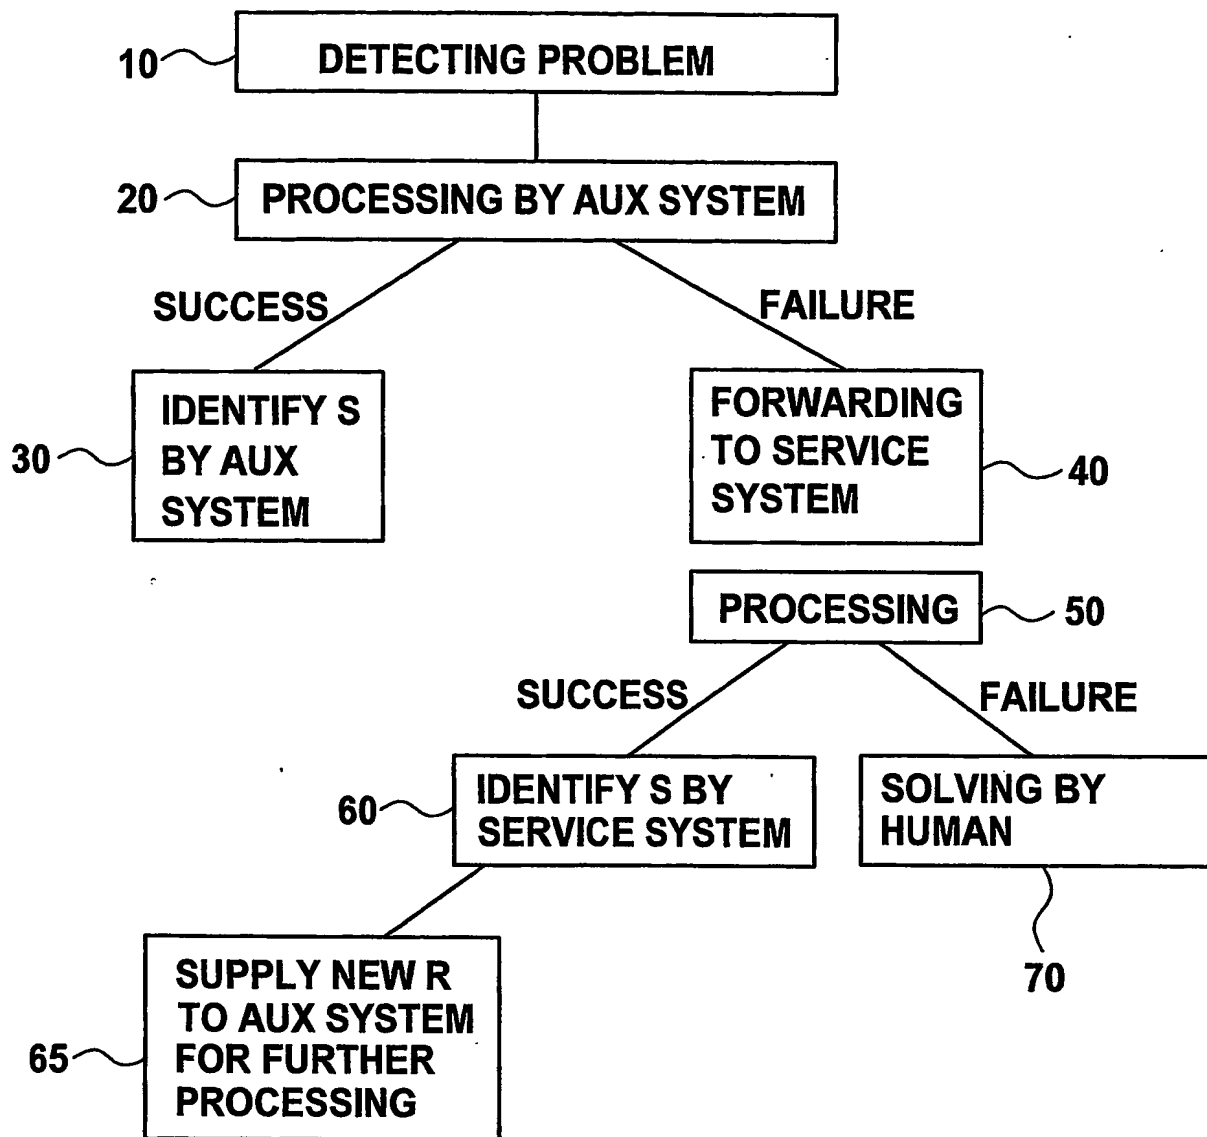 10
DETECTING PROBLEM
20
PROCESSING BY AUX SYSTEM
SUCCESS
FAILURE
30
IDENTIFY S
BY AUX
SYSTEM
FORWARDING
TO SERVICE
SYSTEM
40
PROCESSING
50
SUCCESS
FAILURE
60
IDENTIFY S BY
SERVICE SYSTEM
SOLVING BY
HUMAN
70
65
SUPPLY NEW R
TO AUX SYSTEM
FOR FURTHER
PROCESSING